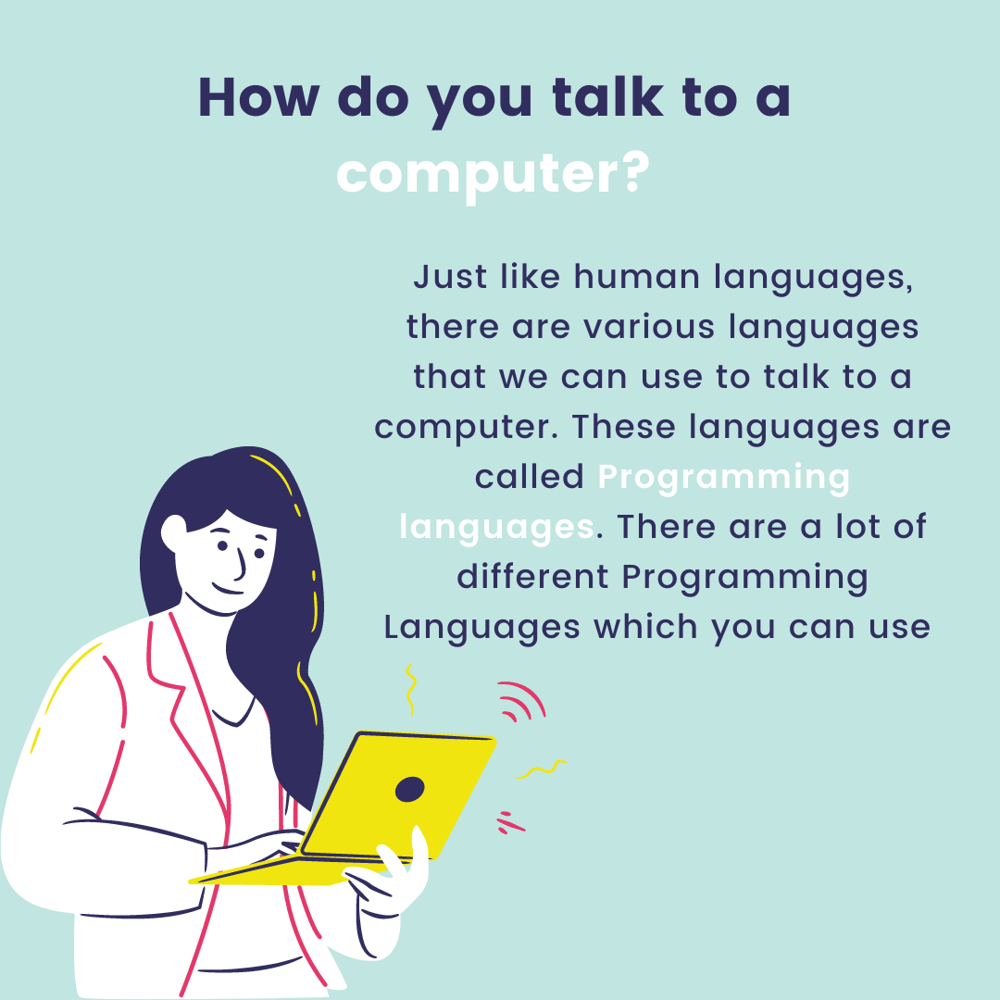 How do you talk to a
computer?
Just like human languages,
there are various languages
that we can use to talk to a
computer. These languages are
called Programming
languages. There are a lot of
different Programming
Languages which you can use